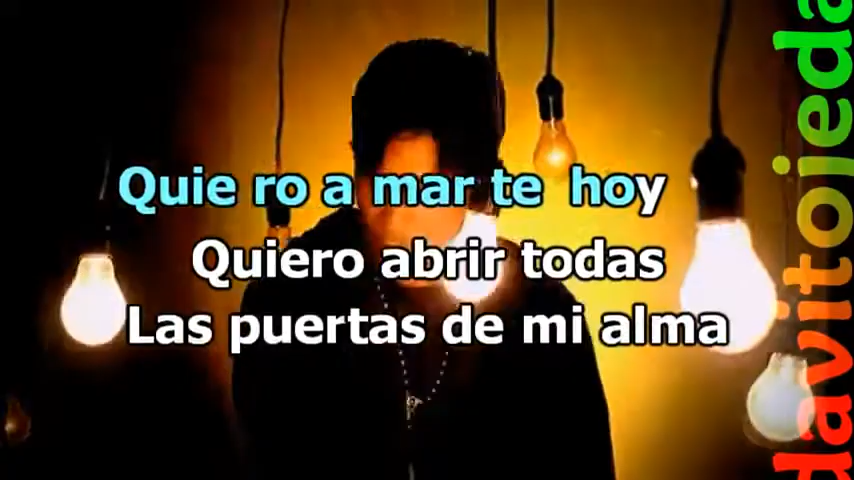 Quie ro a mar te hoy
Quiero abrir todas
Las puertas de mi alma
davitojeda